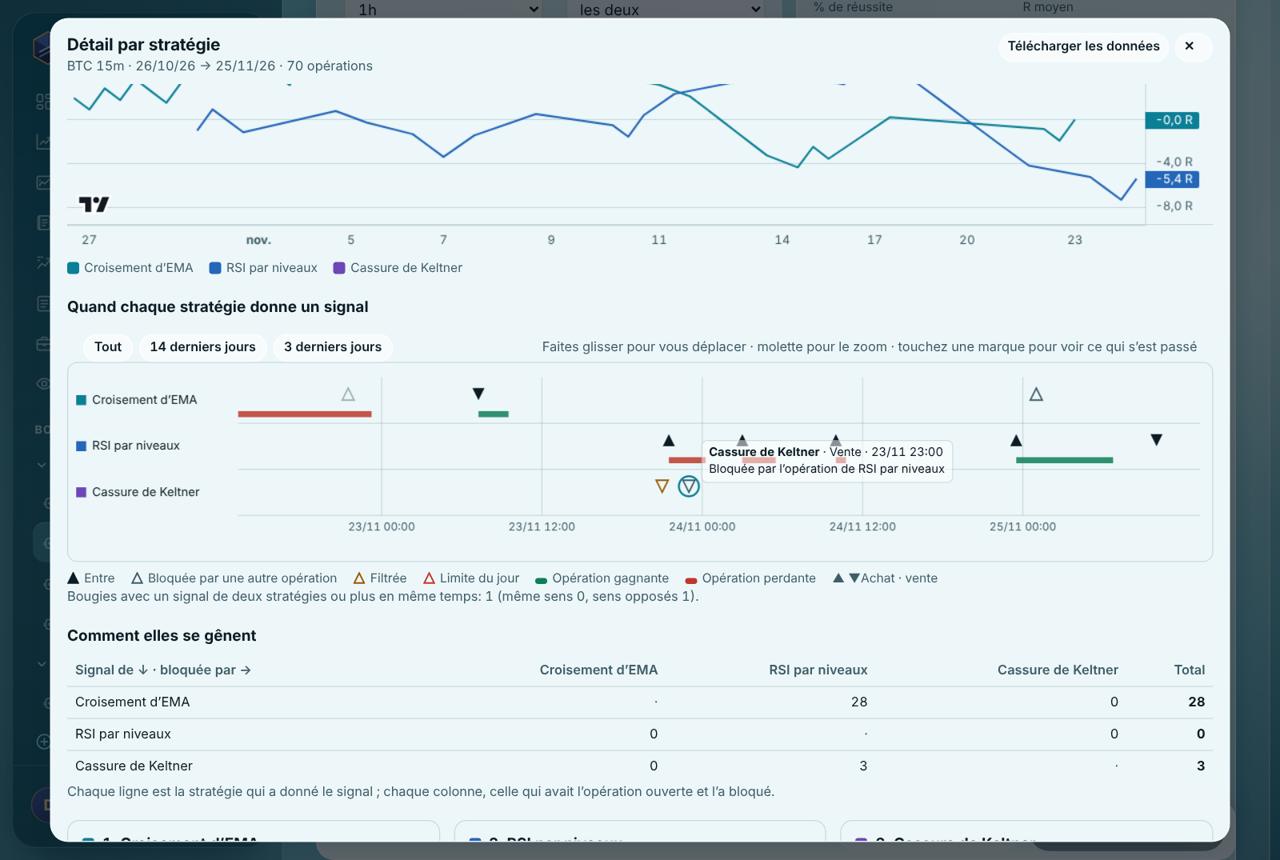 1h
les deux
% de réussite
R moyen
Détail par stratégie
Télécharger les données
×
BTC 15m · 26/10/26 → 25/11/26 · 70 opérations
-0,0 R
-4,0 R
-5,4 R
-8,0 R
27 nov. 5 7 9 11 14 17 20 23
Croisement d’EMA RSI par niveaux Cassure de Keltner
Quand chaque stratégie donne un signal
Tout 14 derniers jours 3 derniers jours
Faites glisser pour vous déplacer · molette pour le zoom · touchez une marque pour voir ce qui s’est passé
Croisement d’EMA
RSI par niveaux
Cassure de Keltner · Vente · 23/11 23:00
Bloquée par l’opération de RSI par niveaux
Cassure de Keltner
23/11 00:00 23/11 12:00 24/11 00:00 24/11 12:00 25/11 00:00
▲ Entre △ Bloquée par une autre opération △ Filtrée △ Limite du jour Opération gagnante Opération perdante ▲ ▼Achat · vente
Bougies avec un signal de deux stratégies ou plus en même temps: 1 (même sens 0, sens opposés 1).
Comment elles se gênent
Signal de ↓ · bloquée par → Croisement d’EMA RSI par niveaux Cassure de Keltner Total
Croisement d’EMA · 28 0 28
RSI par niveaux 0 · 0 0
Cassure de Keltner 0 3 · 3
Chaque ligne est la stratégie qui a donné le signal ; chaque colonne, celle qui avait l’opération ouverte et l’a bloqué.